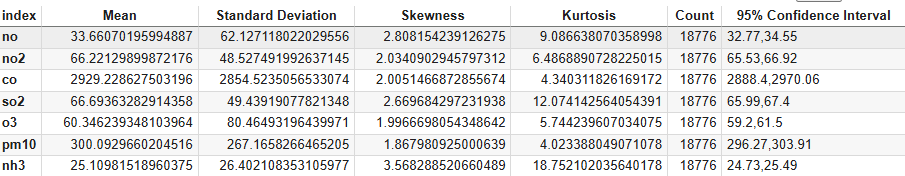 index Mean Standard Deviation Skewness Kurtosis Count 95% Confidence Interval
no 33.66070195994887 62.127118022029556 2.808154239126275 9.086638070358998 18776 32.77,34.55
no2 66.22129899872176 48.527491992637145 2.0340902945797312 6.4868890728225015 18776 65.53,66.92
co 2929.228627503196 2854.5235056533074 2.0051466872855674 4.340311826169172 18776 2888.4,2970.06
so2 66.69363282914358 49.43919077821348 2.669684297231938 12.074142564054391 18776 65.99,67.4
o3 60.346239348103964 80.46493196439971 1.9966698054348642 5.744239607034075 18776 59.2,61.5
pm10 300.0929660204516 267.1658266465205 1.867980925000639 4.023388049071078 18776 296.27,303.91
nh3 25.10981518960375 26.402108353105977 3.568288520660489 18.752102035640178 18776 24.73,25.49